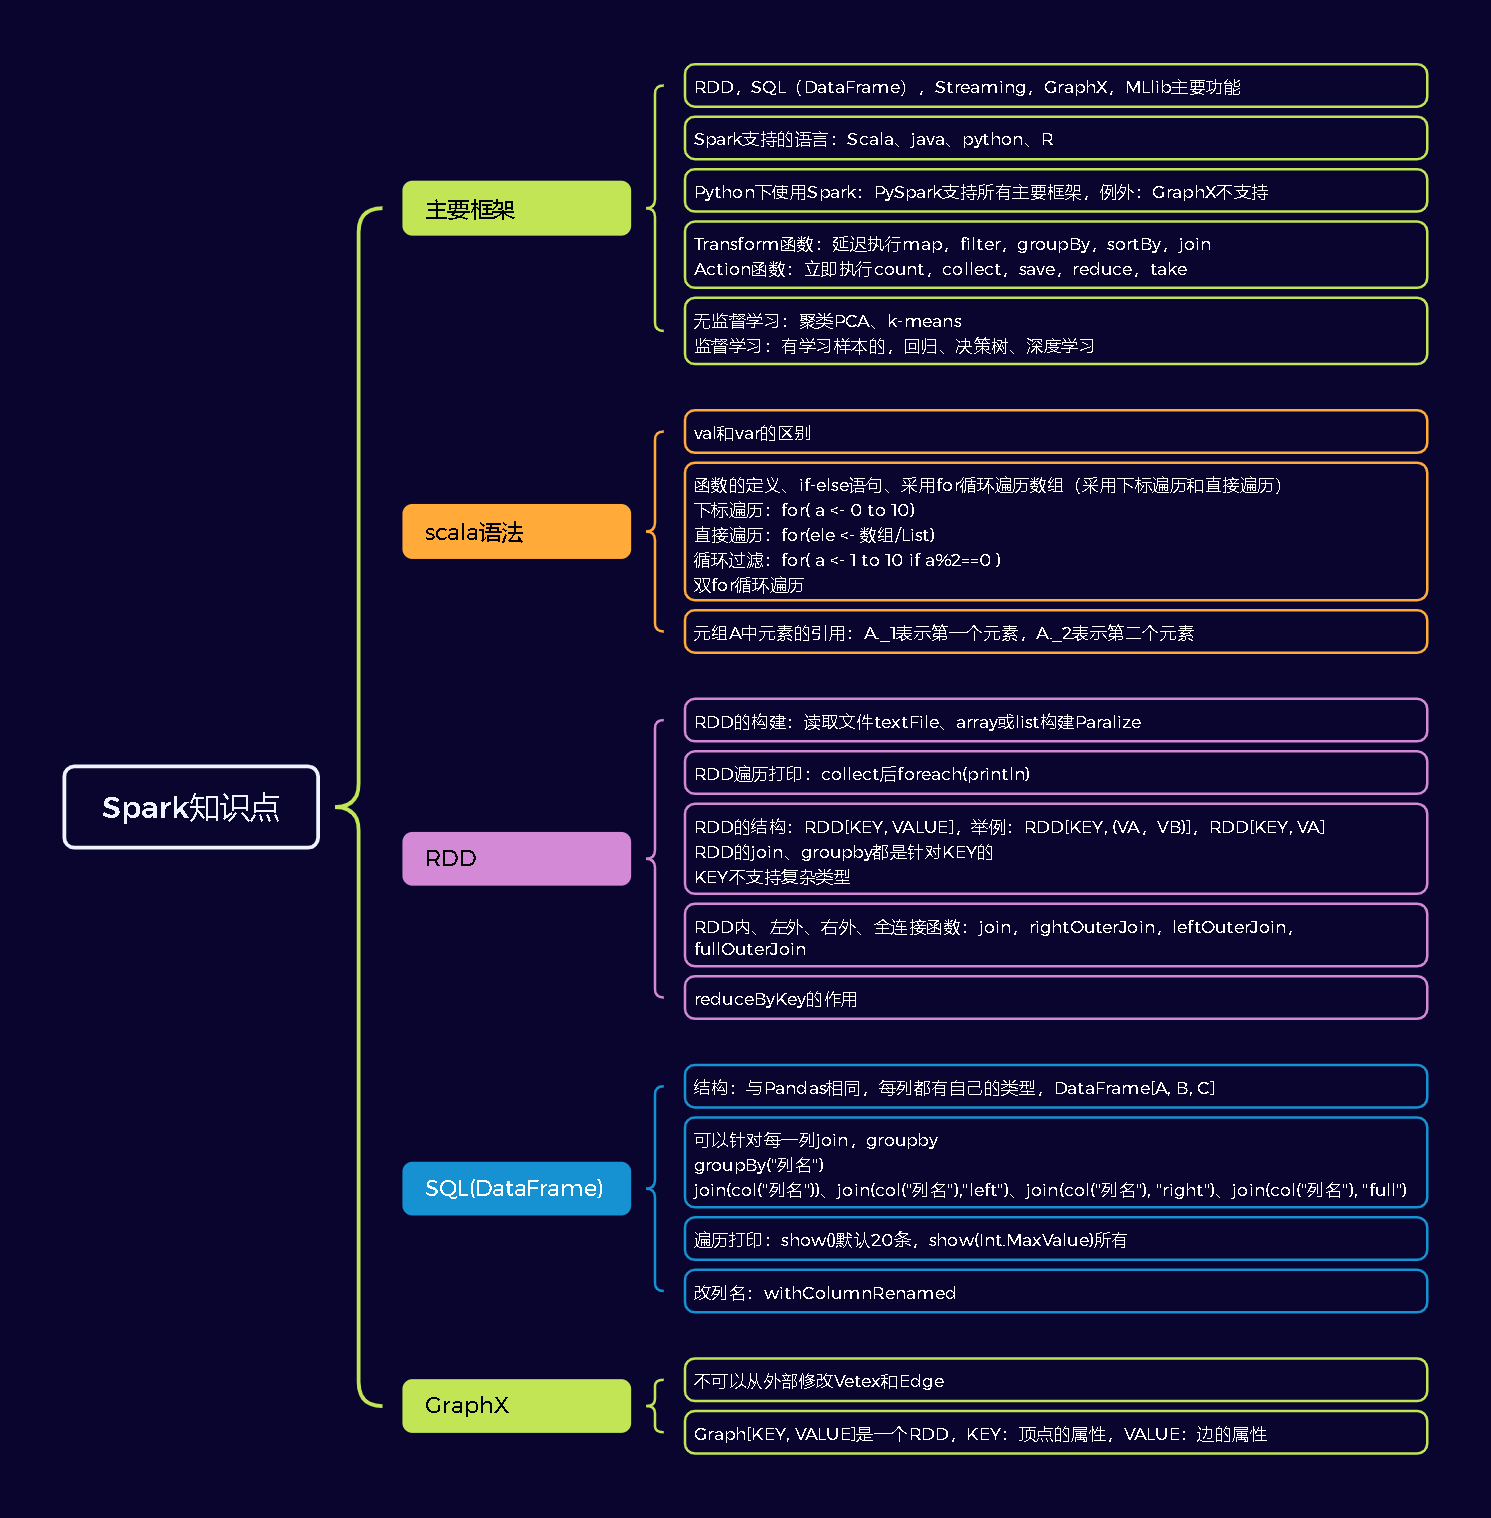 Spark知识点
主要框架
RDD，SQL（DataFrame），Streaming，GraphX，MLlib主要功能
Spark支持的语言：Scala、java、python、R
Python下使用Spark：PySpark支持所有主要框架，例外：GraphX不支持
Transform函数：延迟执行map，filter，groupBy，sortBy，join
Action函数：立即执行count，collect，save，reduce，take
无监督学习：聚类PCA、k-means
监督学习：有学习样本的，回归、决策树、深度学习
scala语法
val和var的区别
函数的定义、if-else语句、采用for循环遍历数组（采用下标遍历和直接遍历）
下标遍历：for( a <- 0 to 10)
直接遍历：for(ele <- 数组/List)
循环过滤：for( a <- 1 to 10 if a%2==0 )
双for循环遍历
元组A中元素的引用：A._1表示第一个元素，A._2表示第二个元素
RDD
RDD的构建：读取文件textFile、array或list构建Paralize
RDD遍历打印：collect后foreach(println)
RDD的结构：RDD[KEY, VALUE]，举例：RDD[KEY, (VA，VB)]，RDD[KEY, VA]
RDD的join、groupby都是针对KEY的
KEY不支持复杂类型
RDD内、左外、右外、全连接函数：join，rightOuterJoin，leftOuterJoin，
fullOuterJoin
reduceByKey的作用
SQL(DataFrame)
结构：与Pandas相同，每列都有自己的类型，DataFrame[A, B, C]
可以针对每一列join，groupby
groupBy("列名")
join(col("列名"))、join(col("列名"),"left")、join(col("列名"), "right")、join(col("列名"), "full")
遍历打印：show()默认20条，show(Int.MaxValue)所有
改列名：withColumnRenamed
GraphX
不可以从外部修改Vetex和Edge
Graph[KEY, VALUE]是一个RDD，KEY：顶点的属性，VALUE：边的属性